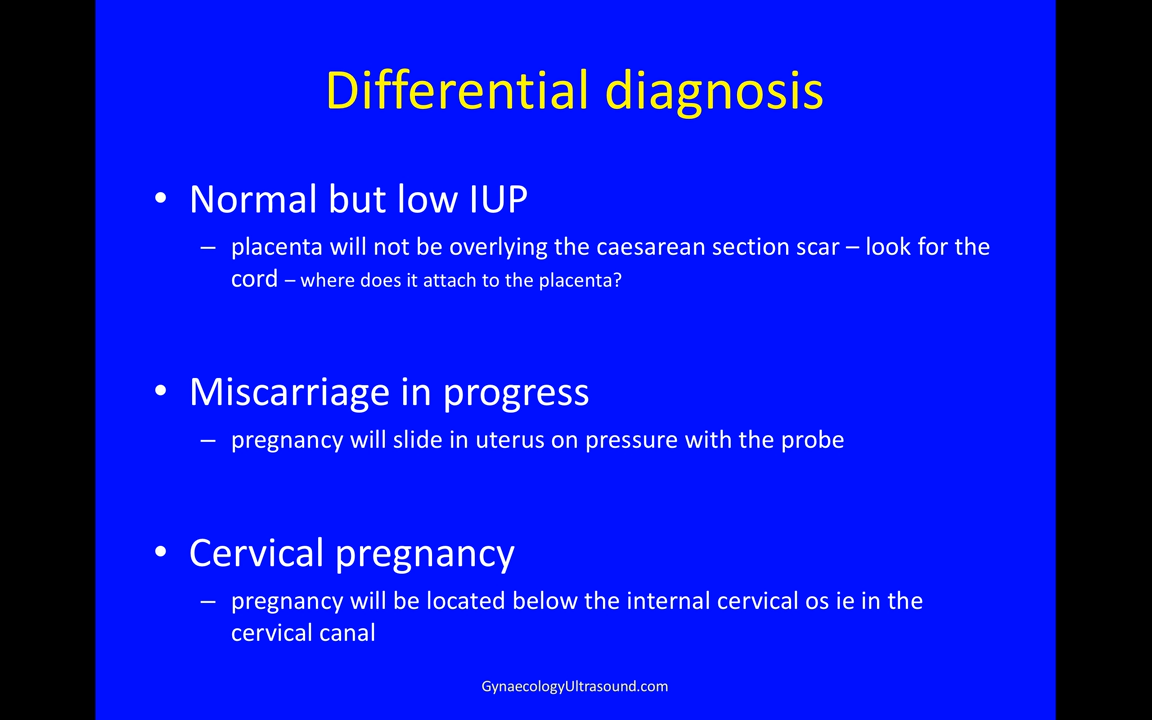 Differential diagnosis
• Normal but low IUP
– placenta will not be overlying the caesarean section scar – look for the
cord – where does it attach to the placenta?
• Miscarriage in progress
– pregnancy will slide in uterus on pressure with the probe
• Cervical pregnancy
– pregnancy will be located below the internal cervical os ie in the
cervical canal
GynaecologyUltrasound.com